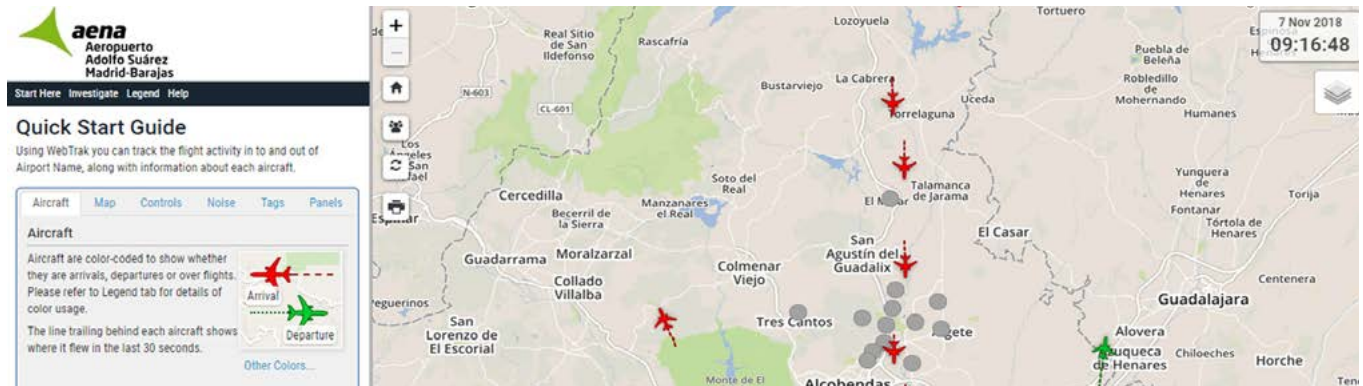 aena
Aeropuerto
Adolfo Suárez
Madrid-Barajas
Start Here Investigate Legend Help
Quick Start Guide
Using WebTrak you can track the flight activity in to and out of
Airport Name, along with information about each aircraft.
Aircraft Map Controls Noise Tags Panels
Aircraft
Aircraft are color-coded to show whether
they are arrivals, departures or over flights.
Please refer to Legend tab for details of
color usage.
The line trailing behind each aircraft shows
where it flew in the last 30 seconds.
Arrival
Departure
Other Colors...
+
7 Nov 2018
09:16:48
Real Sitio
de San
Ildefonso
Rascafría
Lozoyuela
Tortuero
Puebla de
Beleña
N-603
CL-601
Bustarviejo
La Cabrera
Torrelaguna
Uceda
Robledillo
de
Mohernando
Humanes
Los
San
Cercedilla
Becerril de
la Sierra
Manzanares
el Real
Soto del
Real
Talamanca
de Jarama
Yunquera
de
Henares
Fontanar
Torija
Tórtola de
Henares
Guadarrama
Moralzarzal
Collado
Villalba
Colmenar
Viejo
San
Agustín del
Guadalix
El Casar
Centenera
Guadalajara
San
Lorenzo de
El Escorial
Tres Cantos
Alovera
de Henares
Chiloeches
Horche
Monte de El
Alcobendas